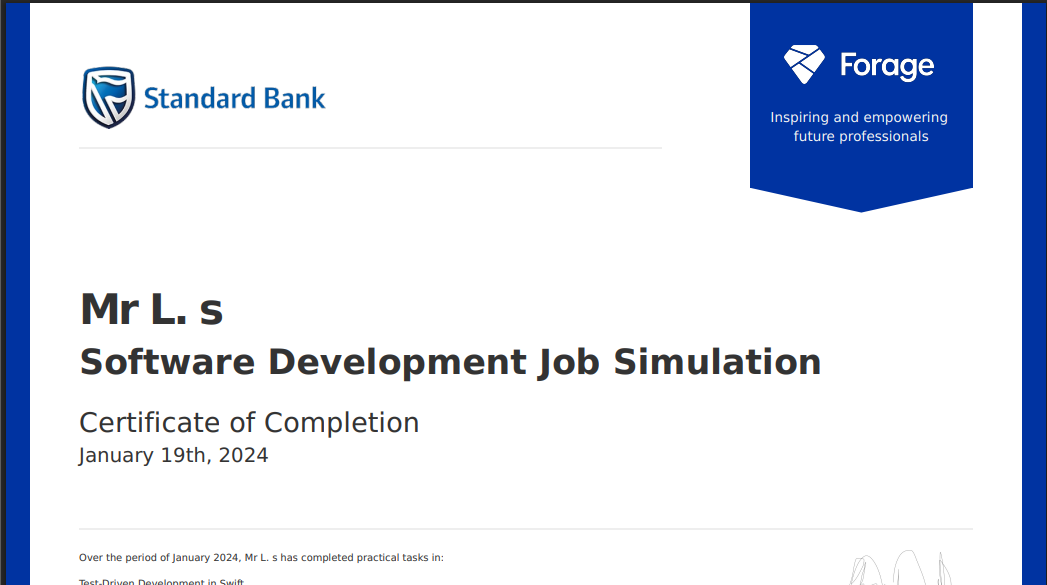 Standard Bank
Forage
Inspiring and empowering
future professionals
Mr L. s
Software Development Job Simulation
Certificate of Completion
January 19th, 2024
Over the period of January 2024, Mr L. s has completed practical tasks in:
Test-Driven Development in Swift